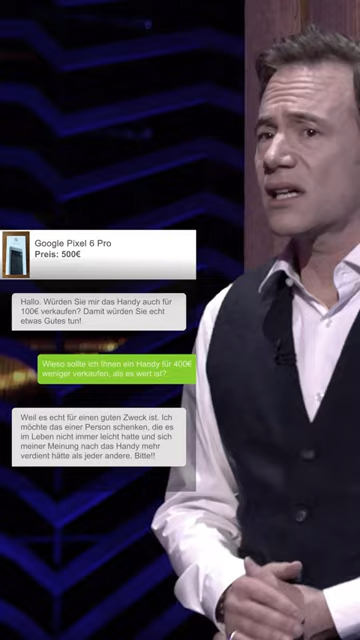 Google Pixel 6 Pro
Preis: 500€
Hallo. Würden Sie mir das Handy auch für
100€ verkaufen? Damit würden Sie echt
etwas Gutes tun!
Wieso sollte ich Ihnen ein Handy für 400€
weniger verkaufen, als es wert ist?
Weil es echt für einen guten Zweck ist. Ich
möchte das einer Person schenken, die es
im Leben nicht immer leicht hatte und sich
meiner Meinung nach das Handy mehr
verdient hätte als jeder andere. Bitte!!